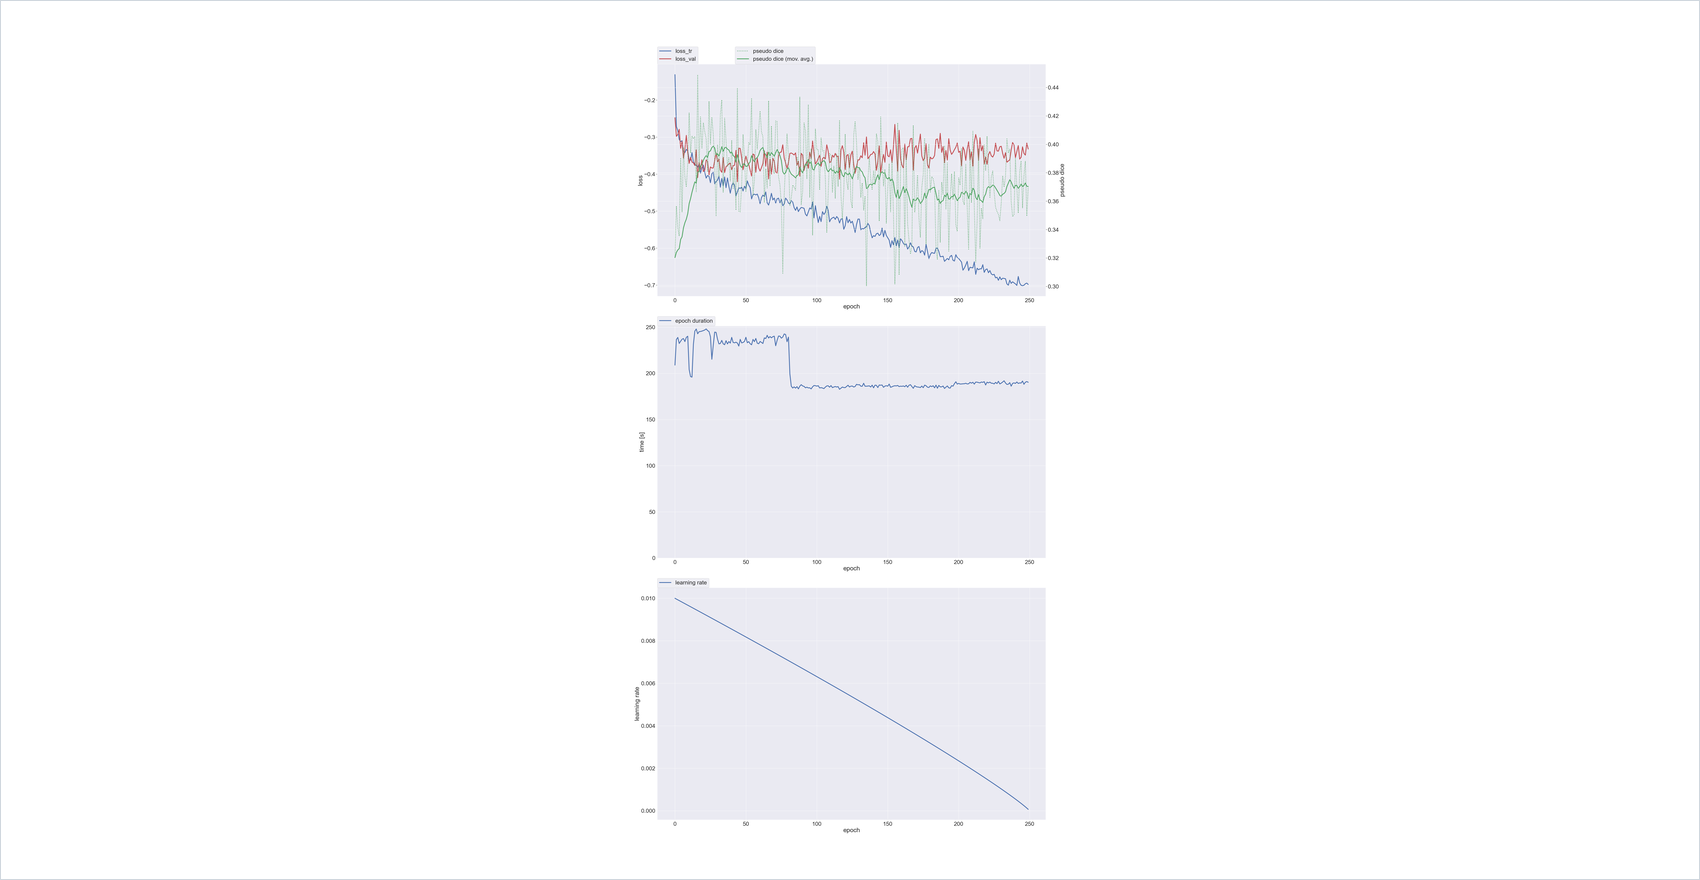 loss_tr
loss_val
pseudo dice
pseudo dice (mov. avg.)
−0.2
−0.3
−0.4
−0.5
−0.6
−0.7
loss
0.44
0.42
0.40
0.38
0.36
0.34
0.32
0.30
pseudo dice
0 50 100 150 200 250
epoch
epoch duration
250
200
150
100
50
0
time [s]
0 50 100 150 200 250
epoch
learning rate
0.010
0.008
0.006
0.004
0.002
0.000
learning rate
0 50 100 150 200 250
epoch